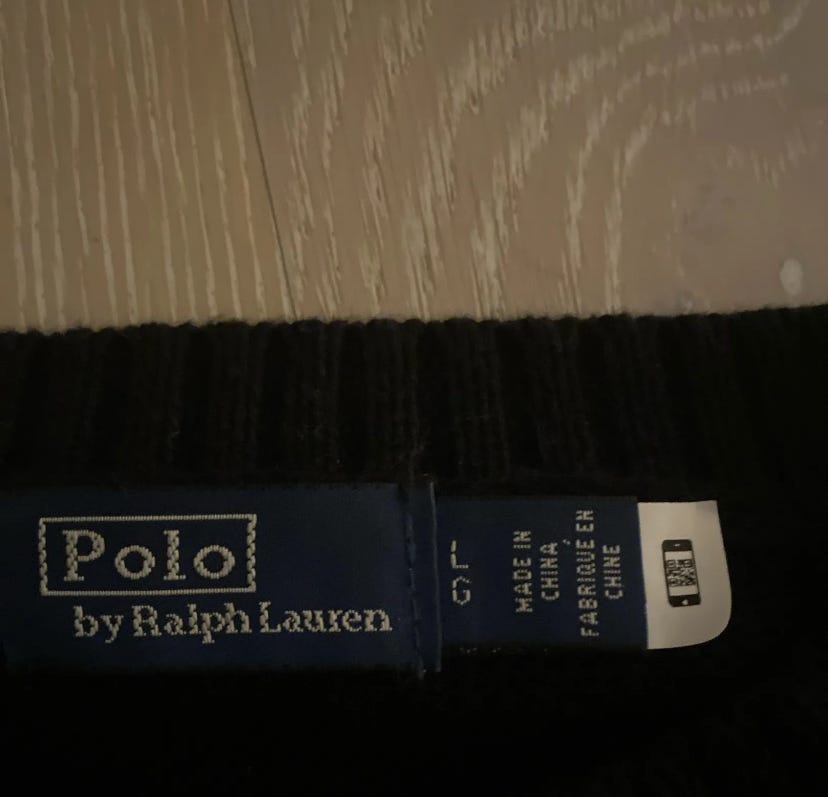 Polo
by Ralph Lauren
L
G
MADE IN
CHINA,
FABRIQUÉ EN
CHINE